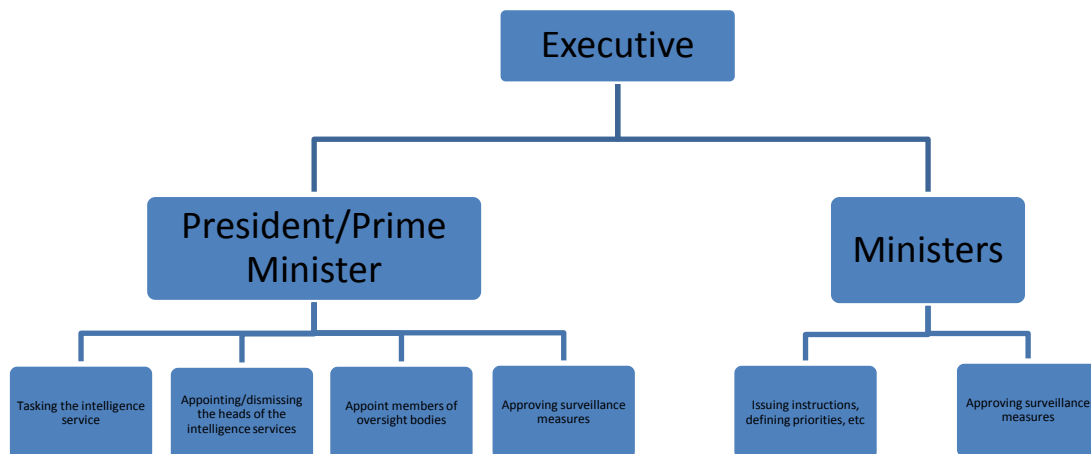 Executive
President/Prime
Minister
Ministers
Tasking the intelligence
service
Appointing/dismissing
the heads of the
intelligence services
Appoint members of
oversight bodies
Approving surveillance
measures
Issuing instructions,
defining priorities, etc
Approving surveillance
measures